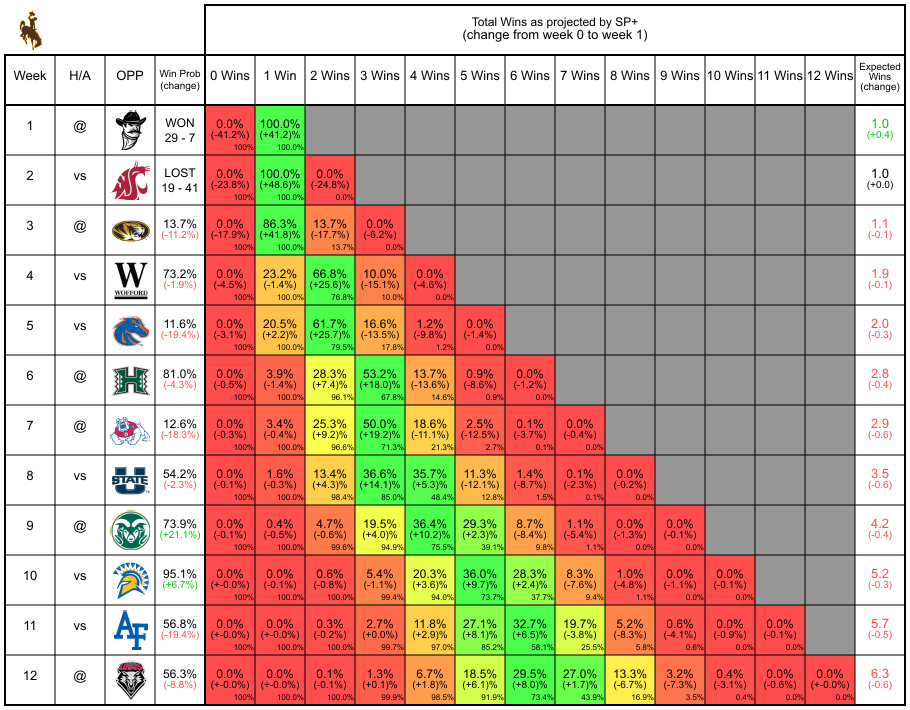 Total Wins as projected by SP+
(change from week 0 to week 1)
Week H/A OPP Win Prob (change) 0 Wins 1 Win 2 Wins 3 Wins 4 Wins 5 Wins 6 Wins 7 Wins 8 Wins 9 Wins 10 Wins 11 Wins 12 Wins Expected Wins (change)
1 @ WON 0.0% 100.0% 1.0
29 - 7 (-41.2%) (+41.2)% (+0.4)
100% 100.0%
2 vs LOST 0.0% 100.0% 0.0% 1.0
19 - 41 (-23.8%) (+48.6)% (-24.8%) (+0.0)
100% 100.0% 0.0%
3 @ 13.7% 0.0% 86.3% 13.7% 0.0% 1.1
(-11.2%) (-17.9%) (+41.8)% (-17.7%) (-6.2%) (-0.1)
100% 100.0% 13.7% 0.0%
4 vs W WOFFORD 73.2% 0.0% 23.2% 66.8% 10.0% 0.0% 1.9
(-1.9%) (-4.5%) (-1.4%) (+25.6)% (-15.1%) (-4.6%) (-0.1)
100% 100.0% 76.8% 10.0% 0.0%
5 vs 11.6% 0.0% 20.5% 61.7% 16.6% 1.2% 0.0% 2.0
(-19.4%) (-3.1%) (+2.2)% (+25.7)% (-13.5%) (-9.8%) (-1.4%) (-0.3)
100% 100.0% 79.5% 17.8% 1.2% 0.0%
6 @ H 81.0% 0.0% 3.9% 28.3% 53.2% 13.7% 0.9% 0.0% 2.8
(-4.3%) (-0.5%) (-1.4%) (+7.4)% (+18.0)% (-13.6%) (-8.6%) (-1.2%) (-0.4)
100% 100.0% 96.1% 67.8% 14.6% 0.9% 0.0%
7 @ 12.6% 0.0% 3.4% 25.3% 50.0% 18.6% 2.5% 0.1% 0.0% 2.9
(-18.3%) (-0.3%) (-0.4%) (+9.2)% (+19.2)% (-11.1%) (-12.5%) (-3.7%) (-0.4%) (-0.6)
100% 100.0% 96.6% 71.3% 21.3% 2.7% 0.1% 0.0%
8 vs U STATE 54.2% 0.0% 1.6% 13.4% 36.6% 35.7% 11.3% 1.4% 0.1% 0.0% 3.5
(-2.3%) (-0.1%) (-0.3%) (+4.3)% (+14.1)% (+5.3)% (-12.1%) (-8.7%) (-2.3%) (-0.2%) (-0.6)
100% 100.0% 98.4% 85.0% 48.4% 12.8% 1.5% 0.1% 0.0%
9 @ 73.9% 0.0% 0.4% 4.7% 19.5% 36.4% 29.3% 8.7% 1.1% 0.0% 0.0% 4.2
(+21.1%) (-0.1%) (-0.5%) (-0.6%) (+4.0)% (+10.2)% (+2.3)% (-8.4%) (-5.4%) (-1.3%) (-0.1%) (-0.4)
100% 100.0% 99.6% 94.9% 75.5% 39.1% 9.8% 1.1% 0.0% 0.0%
10 vs 95.1% 0.0% 0.0% 0.6% 5.4% 20.3% 36.0% 28.3% 8.3% 1.0% 0.0% 0.0% 5.2
(+6.7%) (+-0.0%) (-0.1%) (-0.8%) (-1.1%) (+3.6)% (+9.7)% (+2.4)% (-7.6%) (-4.8%) (-1.1%) (-0.1%) (-0.3)
100% 100.0% 100.0% 99.4% 94.0% 73.7% 37.7% 9.4% 1.1% 0.0% 0.0%
11 vs AF 56.8% 0.0% 0.0% 0.3% 2.7% 11.8% 27.1% 32.7% 19.7% 5.2% 0.6% 0.0% 0.0% 5.7
(-19.4%) (+-0.0%) (+-0.0%) (-0.2%) (+0.0)% (+2.9)% (+8.1)% (+6.5)% (-3.8%) (-8.3%) (-4.1%) (-0.9%) (-0.1%) (-0.5)
100% 100.0% 100.0% 99.7% 97.0% 85.2% 58.1% 25.5% 5.8% 0.6% 0.0% 0.0%
12 @ 56.3% 0.0% 0.0% 0.1% 1.3% 6.7% 18.5% 29.5% 27.0% 13.3% 3.2% 0.4% 0.0% 0.0% 6.3
(-8.8%) (+-0.0%) (+-0.0%) (-0.1%) (+0.1)% (+1.8)% (+6.1)% (+8.0)% (+1.7)% (-6.7%) (-7.3%) (-3.1%) (-0.6%) (+-0.0%) (-0.6)
100% 100.0% 100.0% 99.9% 98.5% 91.9% 73.4% 43.9% 16.9% 3.5% 0.4% 0.0% 0.0%